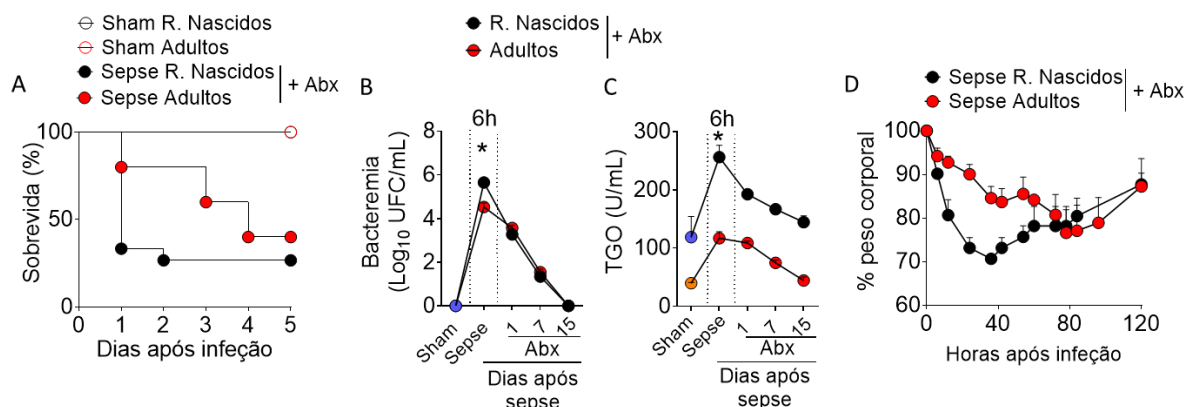 Sham R. Nascidos
Sham Adultos
Sepse R. Nascidos
Sepse Adultos
+ Abx
A
Sobrevida (%)
100
50
0
0 1 2 3 4 5
Dias após infeção
R. Nascidos
Adultos
+ Abx
B
6h
*
Bacteremia
(Log10 UFC/mL)
8
6
4
2
0
Sham
Sepse
1
7
15
Abx
Dias após
sepse
C
6h
*
TGO (U/mL)
300
200
100
0
Sham
Sepse
1
7
15
Abx
Dias após
sepse
Sepse R. Nascidos
Sepse Adultos
+ Abx
D
% peso corporal
100
90
80
70
60
0 40 80 120
Horas após infeção